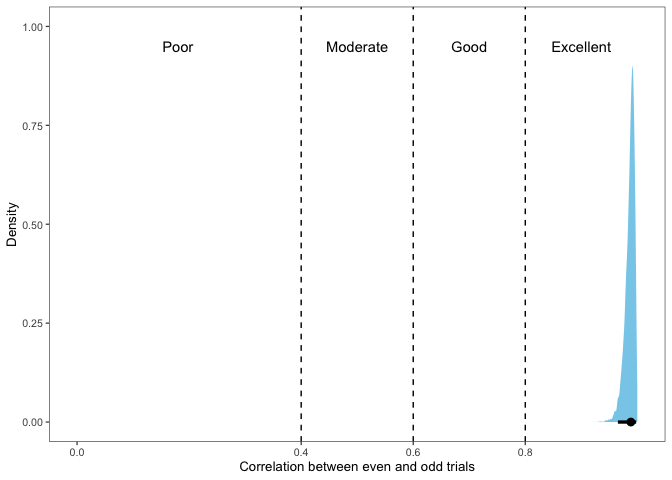 1.00
Poor Moderate Good Excellent
0.75
Density
0.50
0.25
0.00
0.0 0.4 0.6 0.8
Correlation between even and odd trials